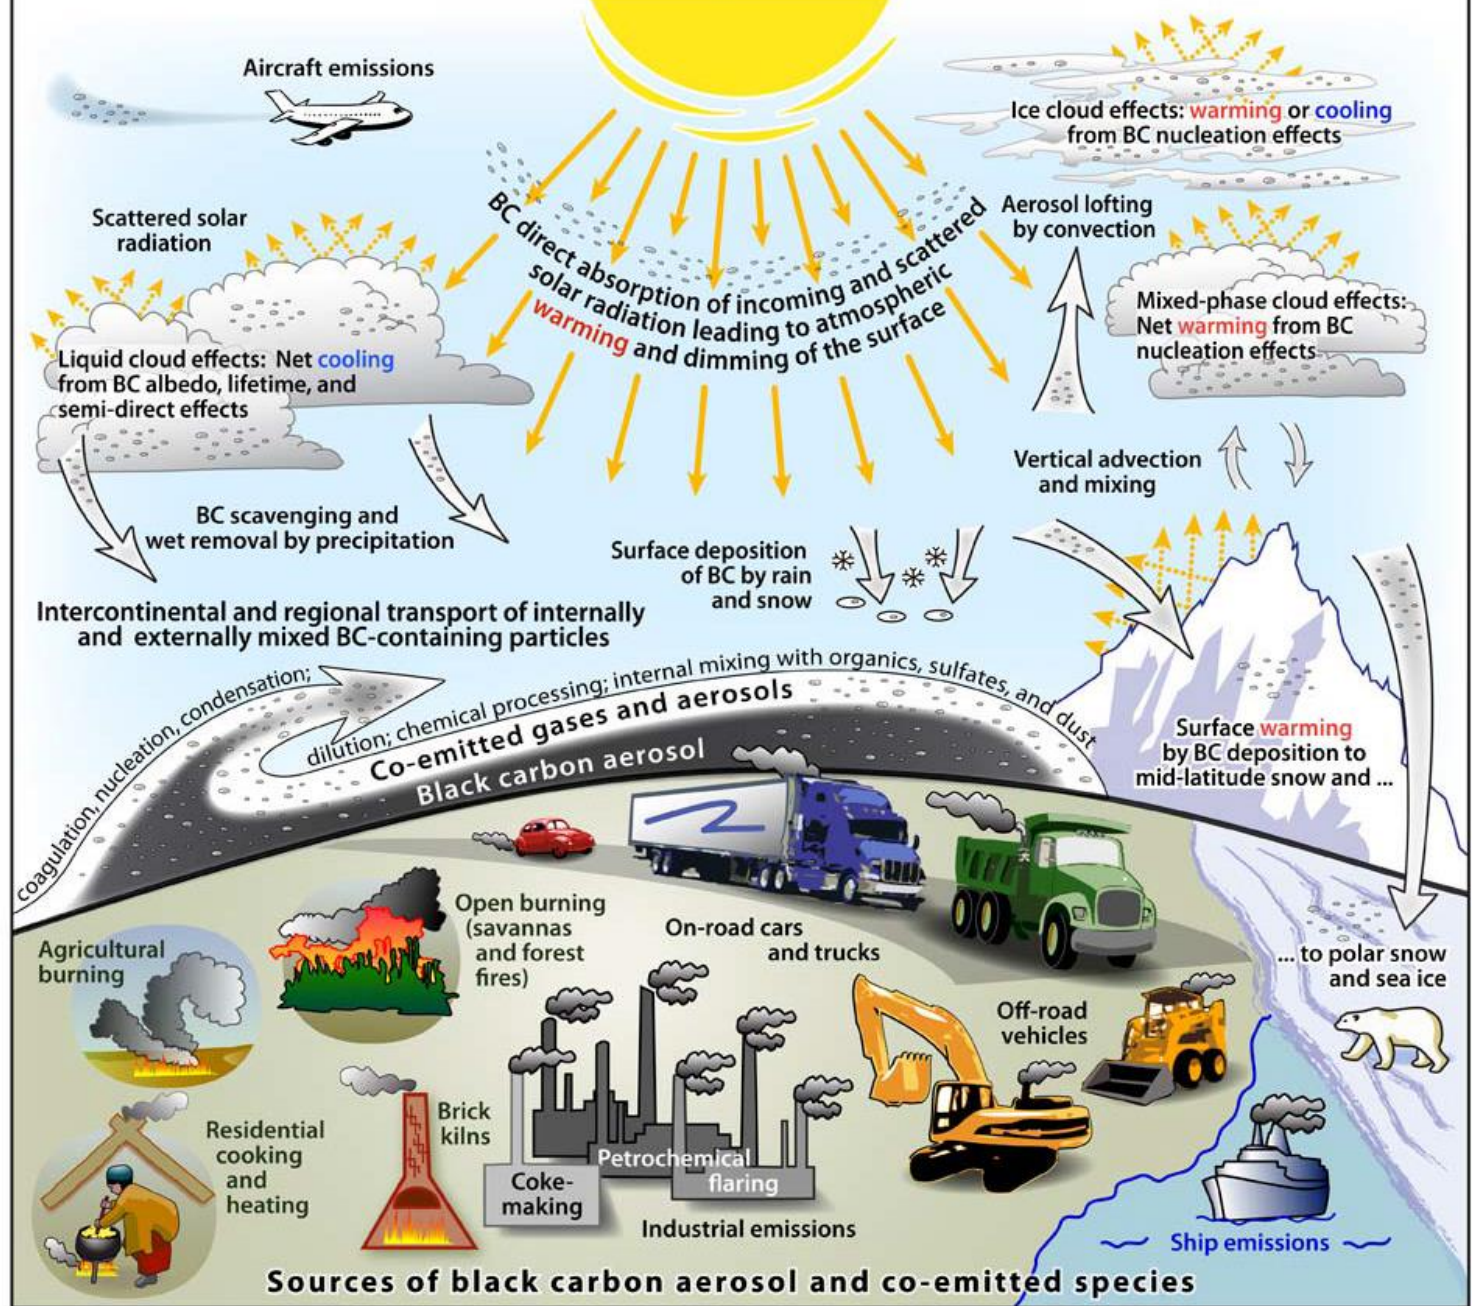 Aircraft emissions
Ice cloud effects: warming or cooling
from BC nucleation effects
Scattered solar
radiation
BC direct absorption of incoming and scattered
solar radiation leading to atmospheric
warming and dimming of the surface
Aerosol lofting
by convection
Mixed-phase cloud effects:
Net warming from BC
nucleation effects
Liquid cloud effects: Net cooling
from BC albedo, lifetime, and
semi-direct effects
Vertical advection
and mixing
BC scavenging and
wet removal by precipitation
Surface deposition
of BC by rain
and snow
Intercontinental and regional transport of internally
and externally mixed BC-containing particles
coagulation, nucleation, condensation;
dilution; chemical processing; internal mixing with organics, sulfates, and dust
Co-emitted gases and aerosols
Black carbon aerosol
Surface warming
by BC deposition to
mid-latitude snow and ...
... to polar snow
and sea ice
Agricultural
burning
Open burning
(savannas
and forest
fires)
On-road cars
and trucks
Off-road
vehicles
Residential
cooking
and
heating
Brick
kilns
Coke-
making
Petrochemical
flaring
Industrial emissions
Ship emissions
Sources of black carbon aerosol and co-emitted species